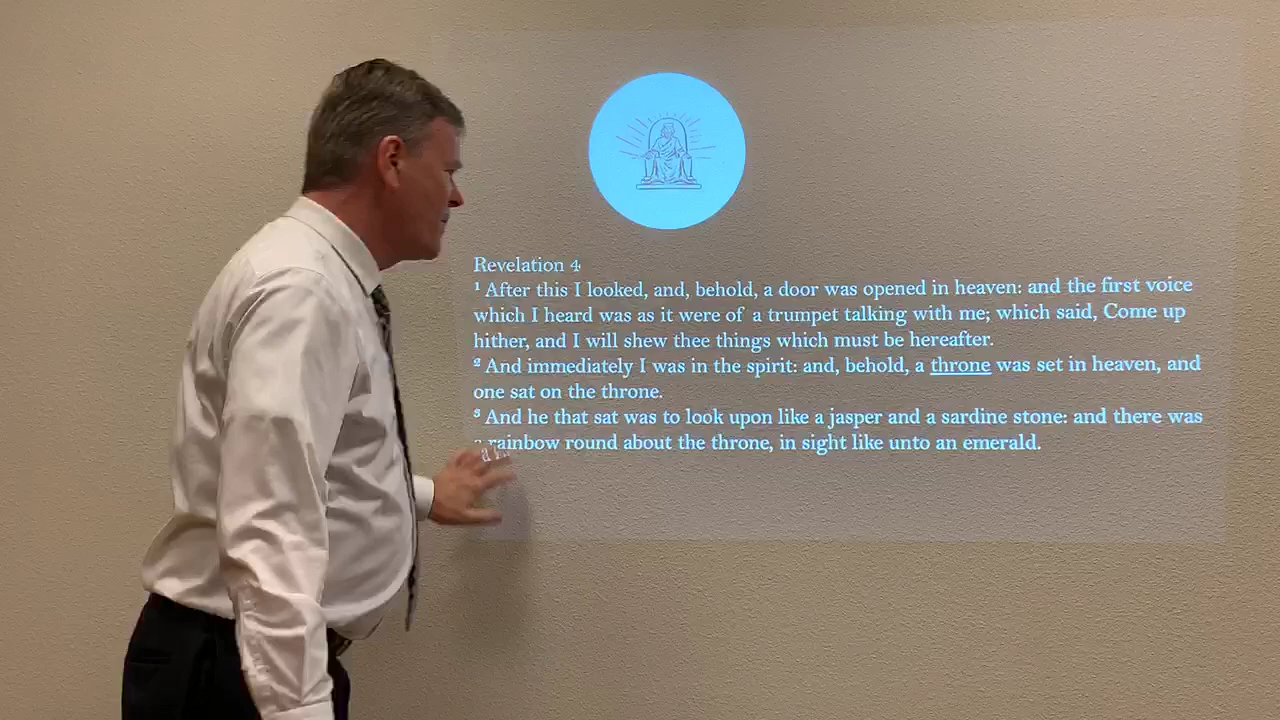 Revelation 4
¹ After this I looked, and, behold, a door was opened in heaven: and the first voice
which I heard was as it were of a trumpet talking with me; which said, Come up
hither, and I will shew thee things which must be hereafter.
² And immediately I was in the spirit: and, behold, a throne was set in heaven, and
one sat on the throne.
³ And he that sat was to look upon like a jasper and a sardine stone: and there was
a rainbow round about the throne, in sight like unto an emerald.